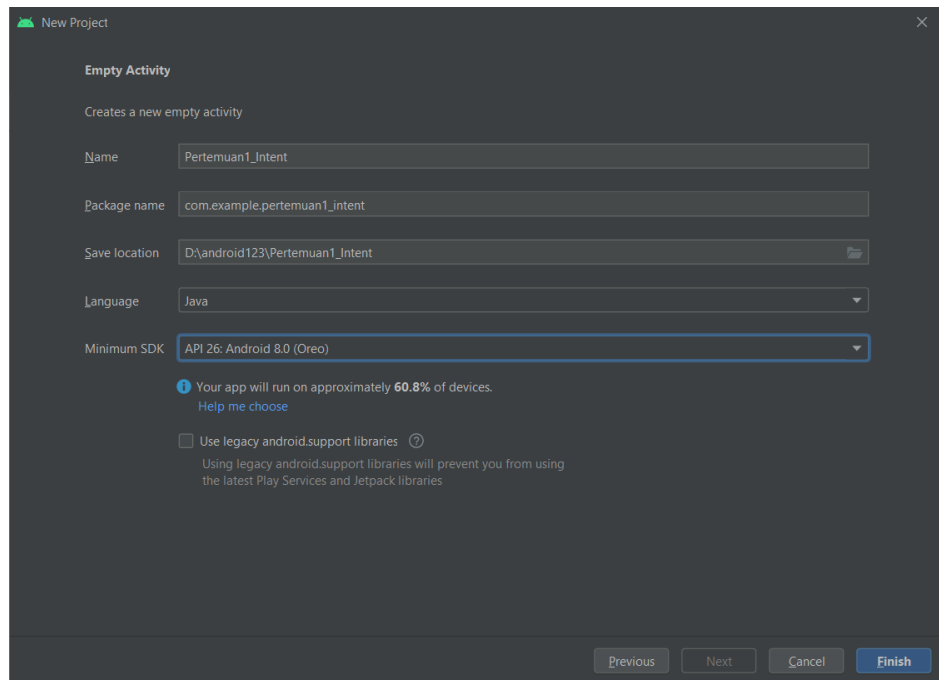 New Project
Empty Activity
Creates a new empty activity
Name Pertemuan1_Intent
Package name com.example.pertemuan1_intent
Save location D:\android123\Pertemuan1_Intent
Language Java
Minimum SDK API 26: Android 8.0 (Oreo)
Your app will run on approximately 60.8% of devices.
Help me choose
Use legacy android.support libraries
Using legacy android.support libraries will prevent you from using
the latest Play Services and Jetpack libraries
Previous Next Cancel Finish